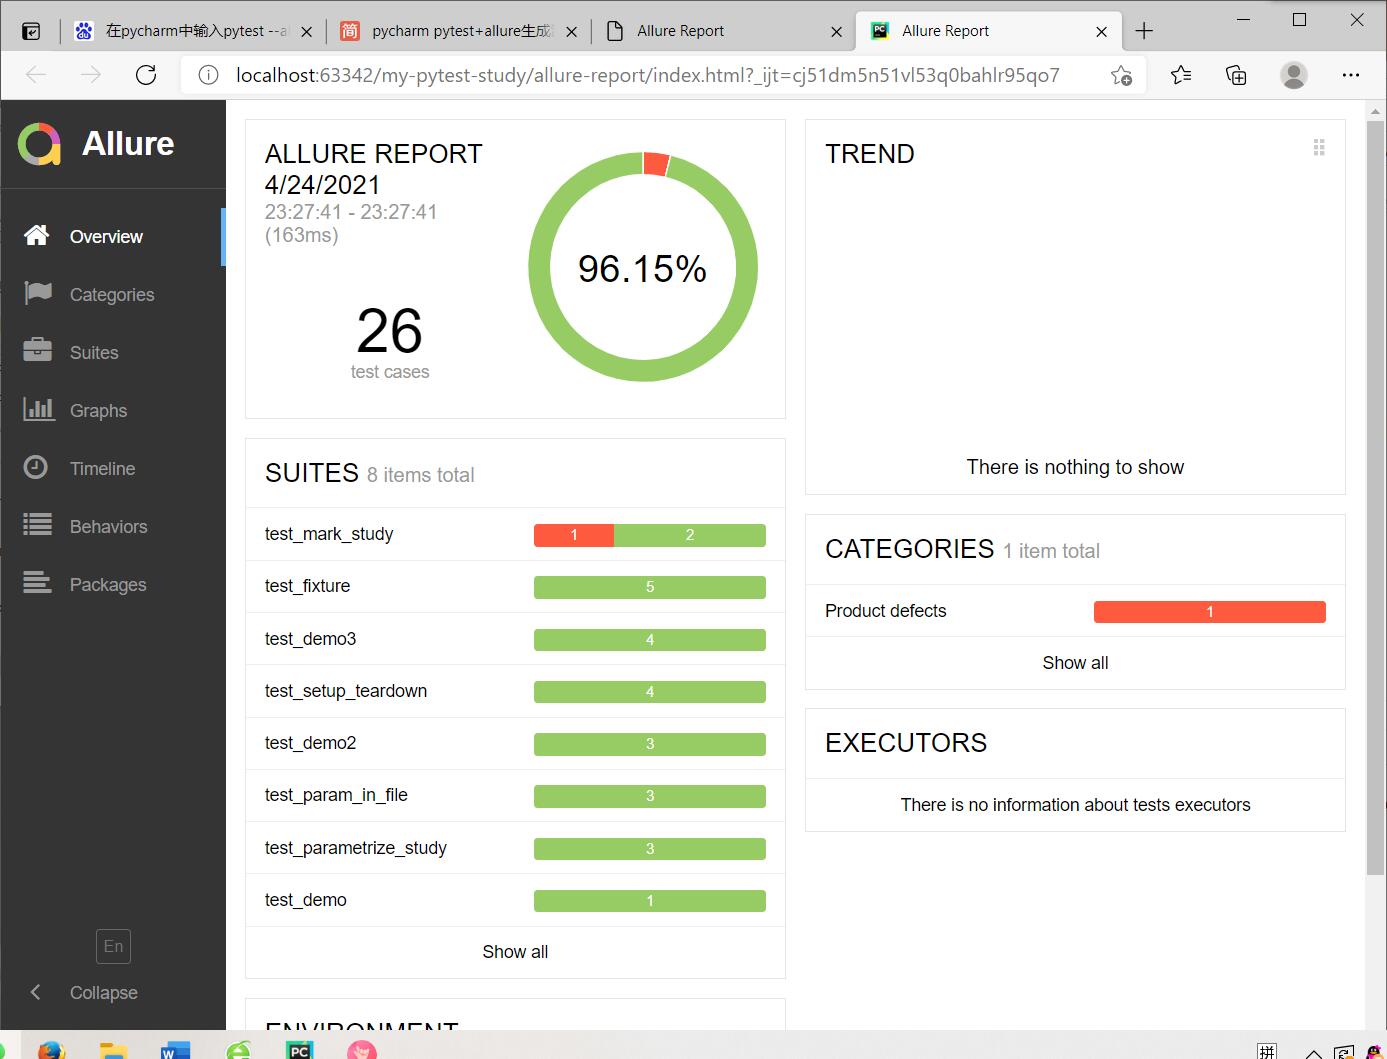 在pycharm中输入pytest --a
pycharm pytest+allure生成
Allure Report
Allure Report
localhost:63342/my-pytest-study/allure-report/index.html?_ijt=cj51dm5n51vl53q0bahlr95qo7
Allure
Overview
Categories
Suites
Graphs
Timeline
Behaviors
Packages
En
Collapse
ALLURE REPORT
4/24/2021
23:27:41 - 23:27:41
(163ms)
26
test cases
96.15%
SUITES 8 items total
test_mark_study 1 2
test_fixture 5
test_demo3 4
test_setup_teardown 4
test_demo2 3
test_param_in_file 3
test_parametrize_study 3
test_demo 1
Show all
ENVIRONMENT
TREND
There is nothing to show
CATEGORIES 1 item total
Product defects 1
Show all
EXECUTORS
There is no information about tests executors
拼